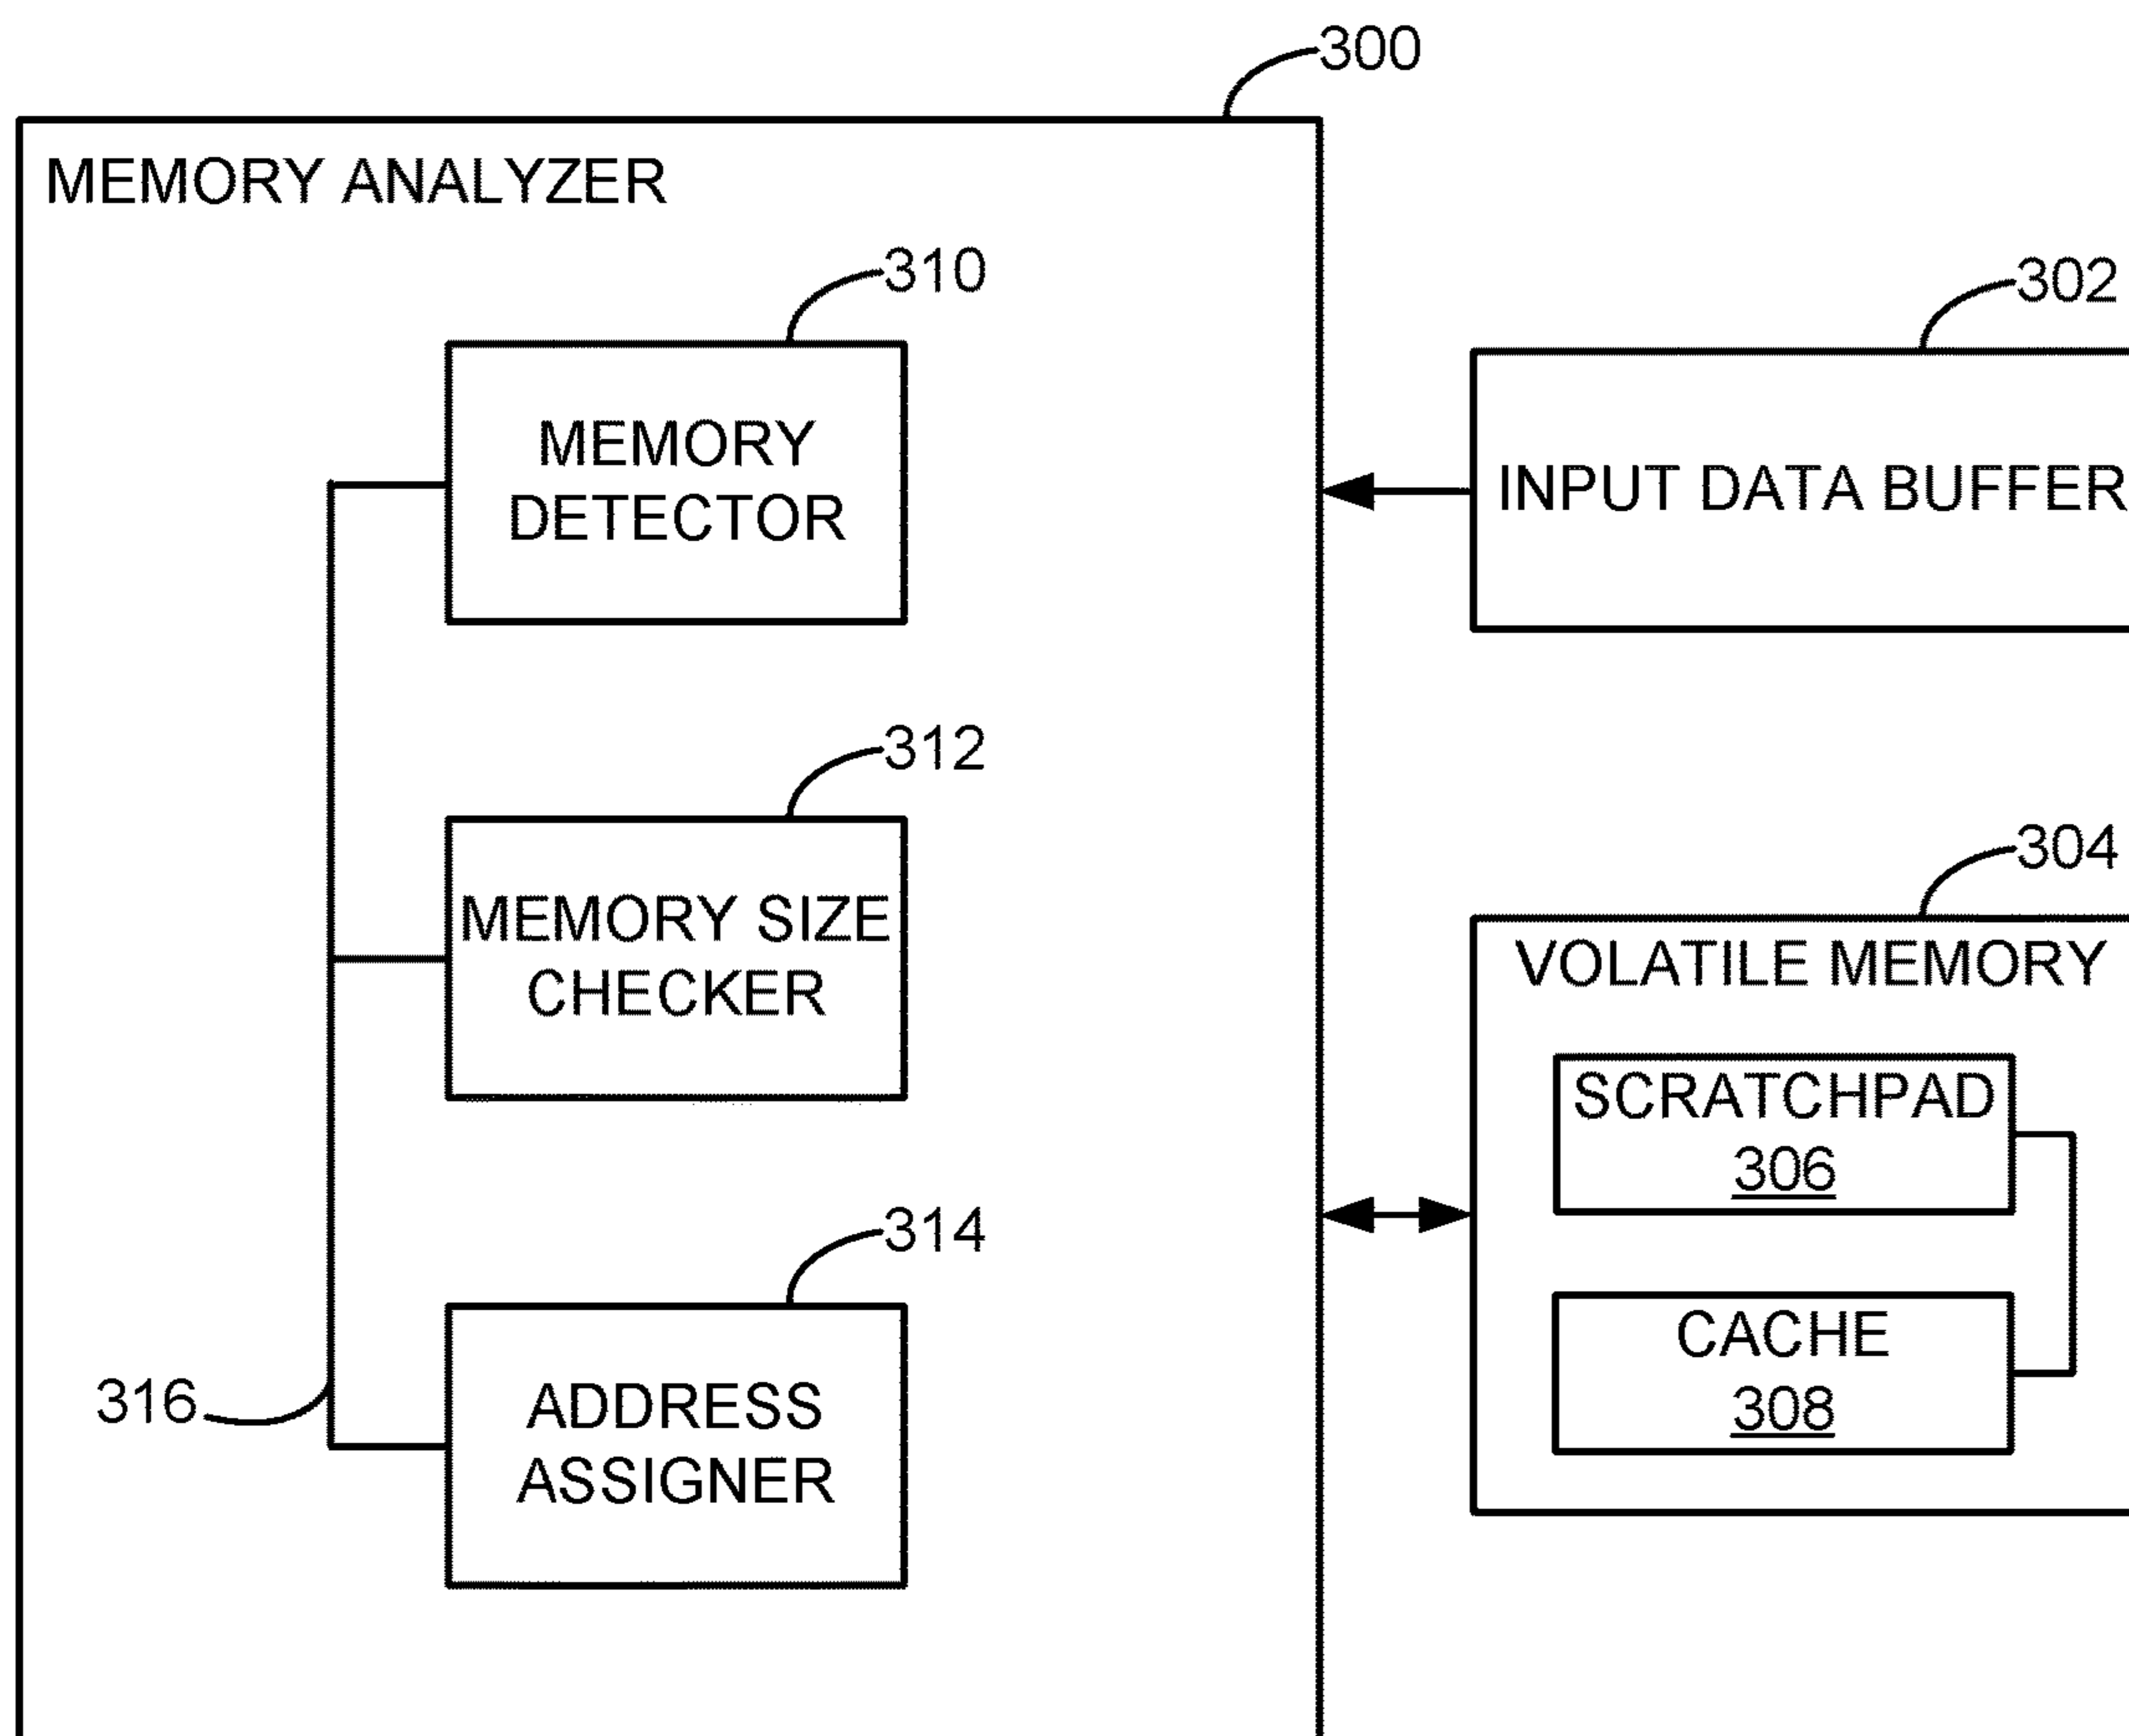 300
MEMORY ANALYZER
310
MEMORY
DETECTOR
302
INPUT DATA BUFFER
312
MEMORY SIZE
CHECKER
304
VOLATILE MEMORY
SCRATCHPAD
306
CACHE
308
314
ADDRESS
ASSIGNER
316